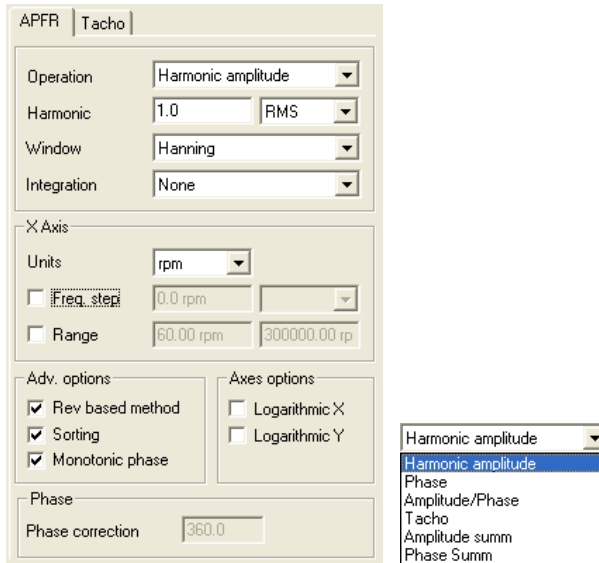 APFR Tacho
Operation Harmonic amplitude
Harmonic 1.0 RMS
Window Hanning
Integration None
X Axis
Units rpm
Freq. step 0.0 rpm
Range 60.00 rpm 300000.00 rp
Adv. options
Rev based method
Sorting
Monotonic phase
Axes options
Logarithmic X
Logarithmic Y
Phase
Phase correction 360.0
Harmonic amplitude
Harmonic amplitude
Phase
Amplitude/Phase
Tacho
Amplitude summ
Phase Summ